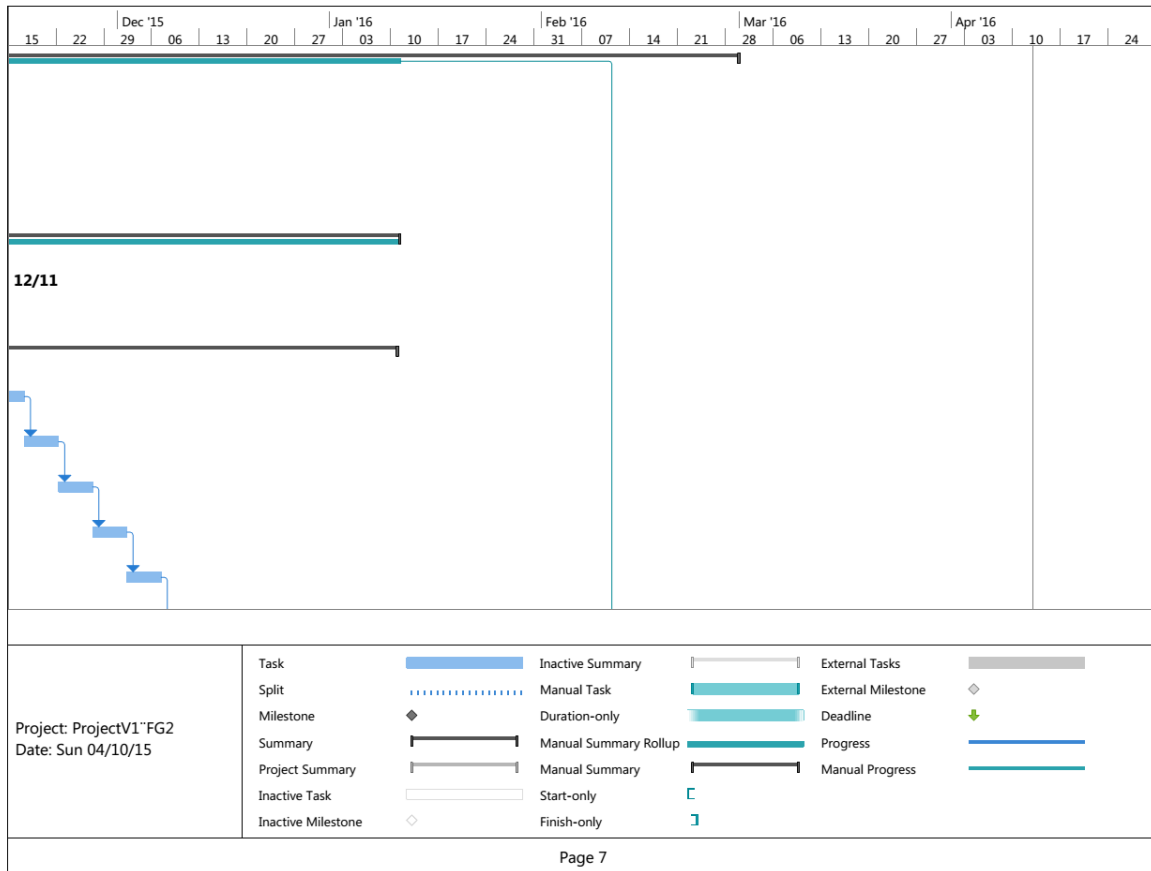 Dec '15 Jan '16 Feb '16 Mar '16 Apr '16
15 22 29 06 13 20 27 03 10 17 24 31 07 14 21 28 06 13 20 27 03 10 17 24
12/11
Project: ProjectV1¨FG2
Date: Sun 04/10/15
Task
Split
Milestone
Summary
Project Summary
Inactive Task
Inactive Milestone
Inactive Summary
Manual Task
Duration-only
Manual Summary Rollup
Manual Summary
Start-only
Finish-only
External Tasks
External Milestone
Deadline
Progress
Manual Progress
Page 7